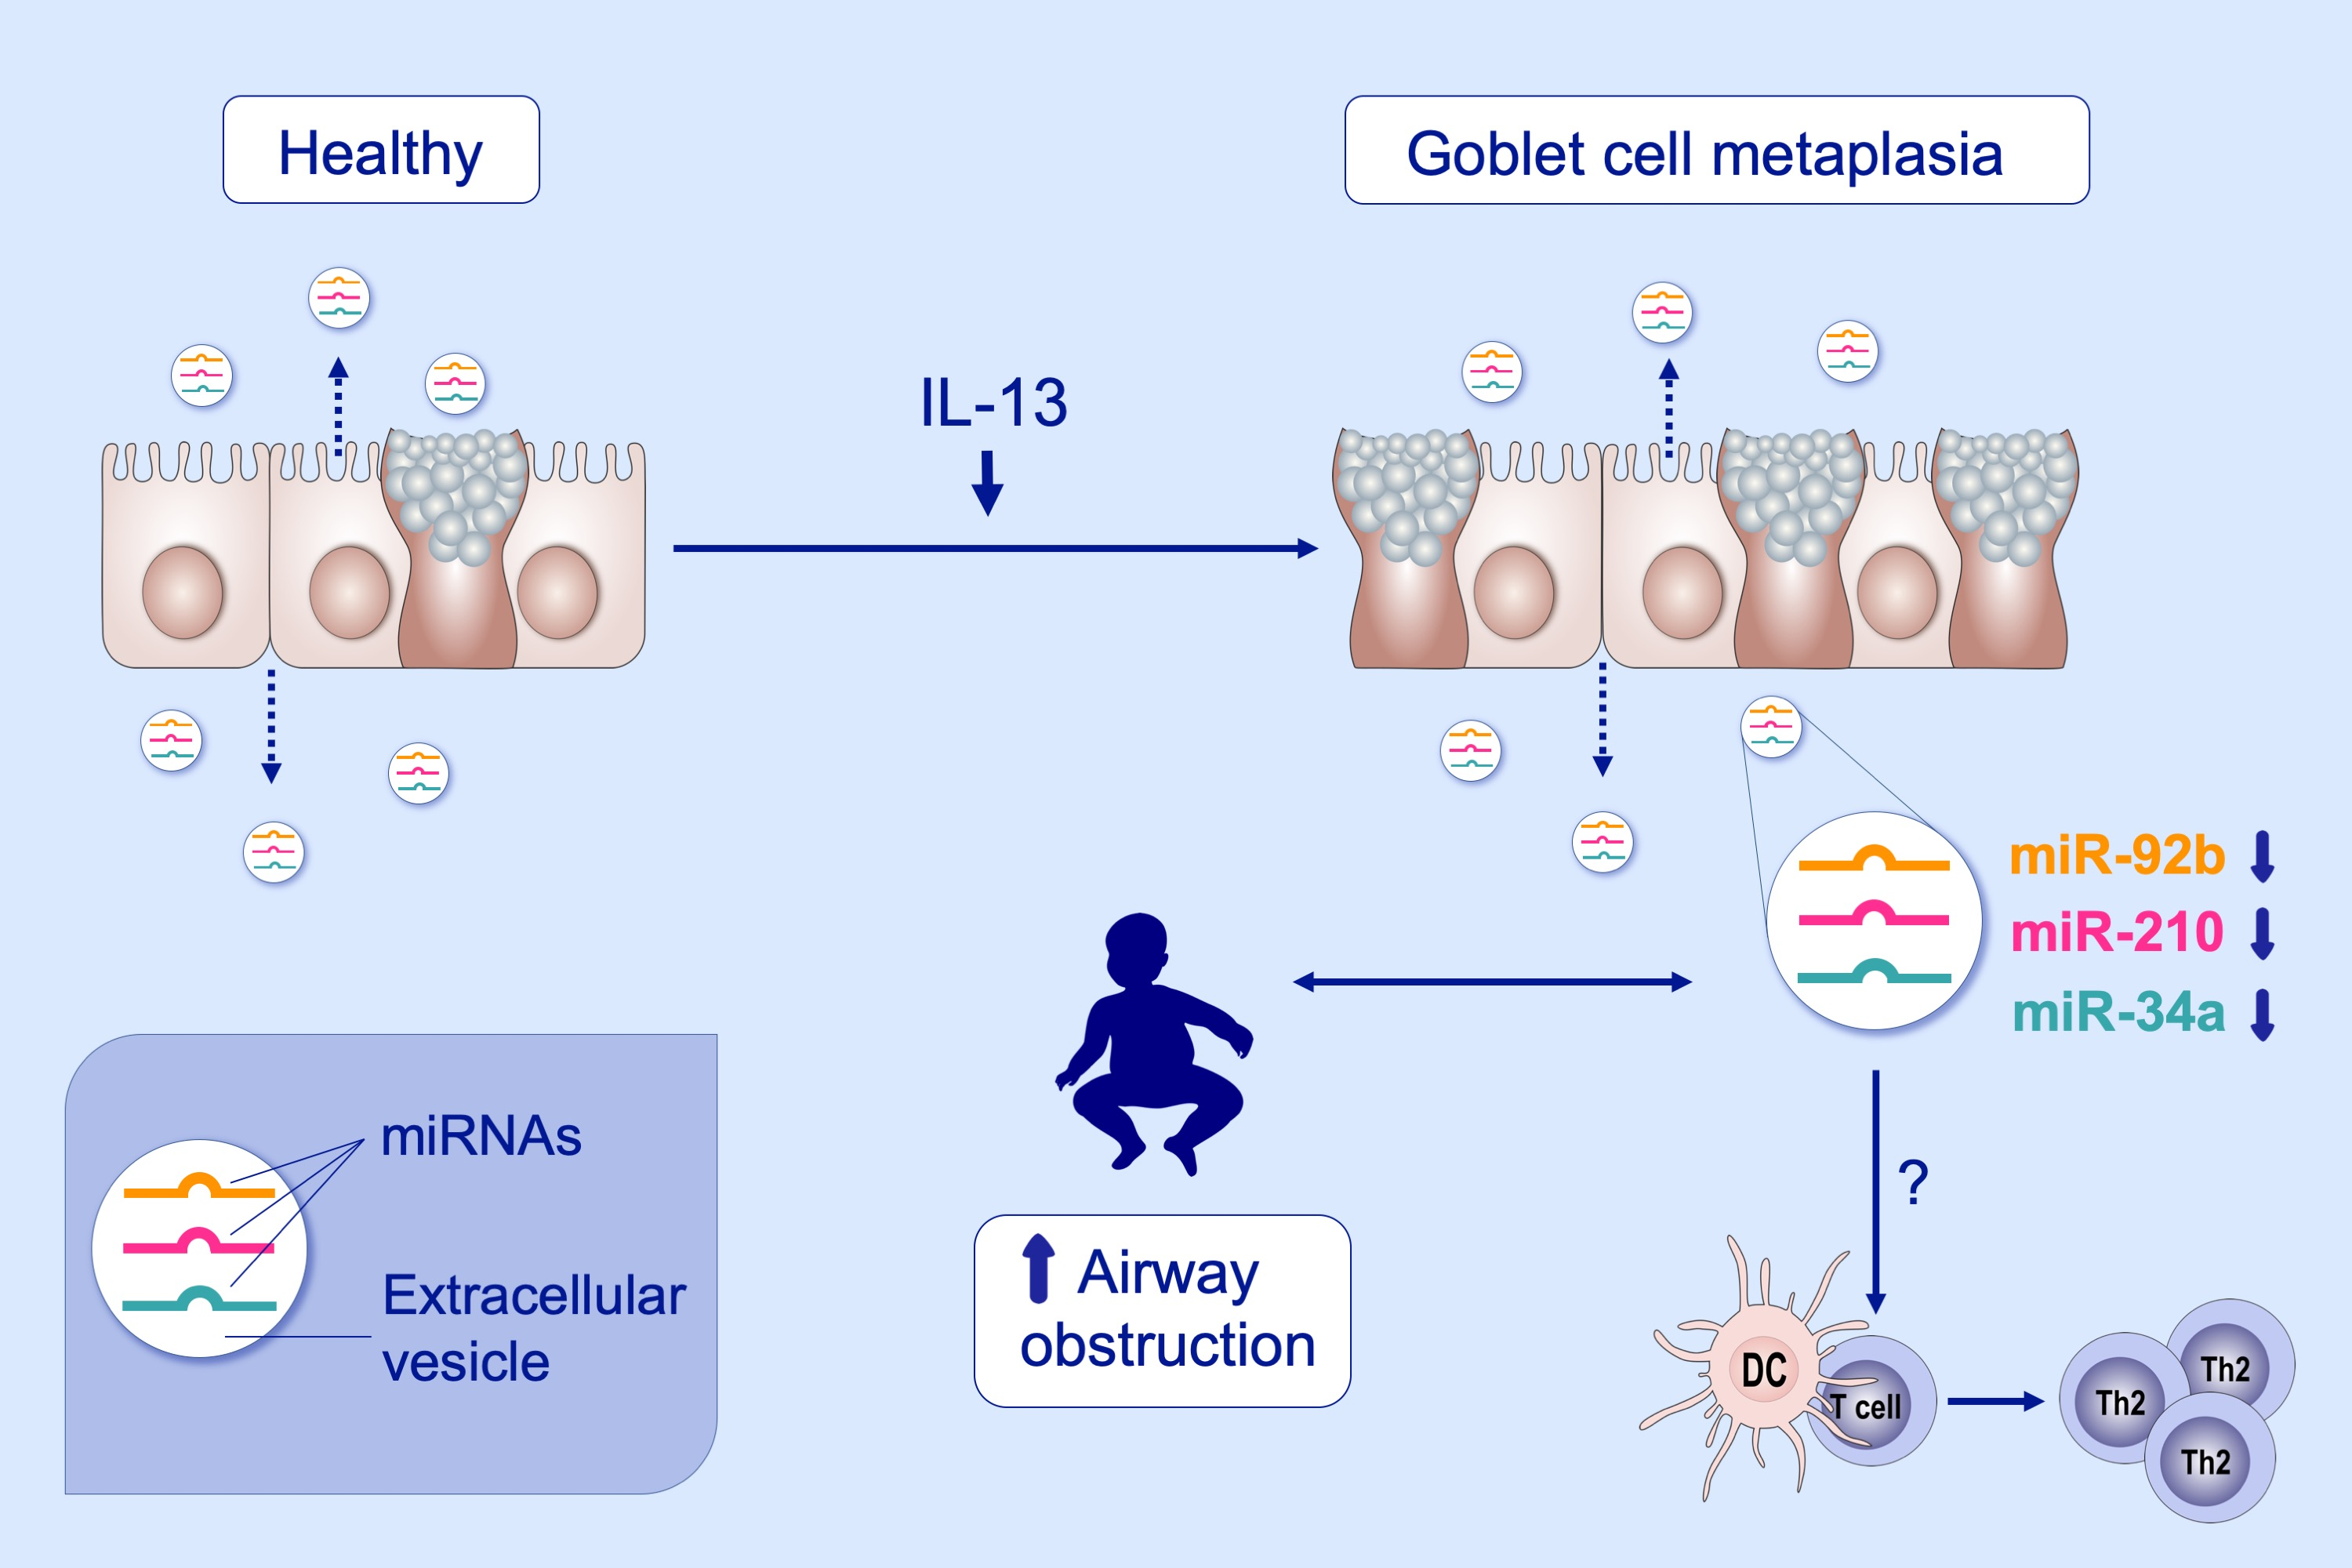 Healthy
Goblet cell metaplasia
IL-13
miR-92b
miR-210
miR-34a
miRNAs
Extracellular
vesicle
Airway
obstruction
?
DC
T cell
Th2
Th2
Th2